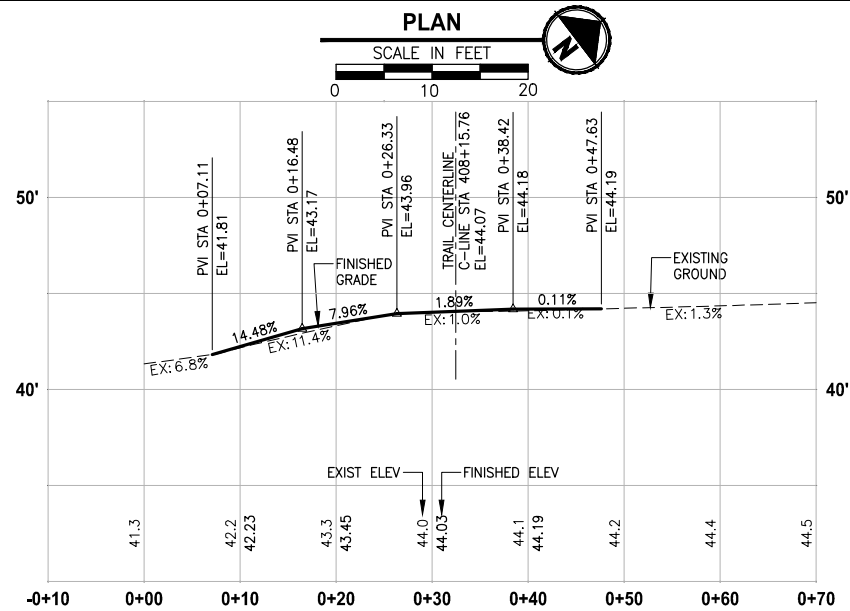 PLAN
N
SCALE IN FEET
0 10 20
PVI STA 0+07.11
EL=41.81
PVI STA 0+16.48
EL=43.17
PVI STA 0+26.33
EL=43.96
TRAIL CENTERLINE
C-LINE STA 408+15.76
EL=44.07
PVI STA 0+38.42
EL=44.18
PVI STA 0+47.63
EL=44.19
50' 50'
FINISHED
GRADE
EXISTING
GROUND
14.48% 7.96% 1.89% 0.11%
EX: 6.8% EX: 11.4% EX: 1.0% EX: 0.1% EX: 1.3%
40' 40'
EXIST ELEV FINISHED ELEV
41.3
42.2
42.23
43.3
43.45
44.0
44.03
44.1
44.19
44.2
44.4
44.5
-0+10 0+00 0+10 0+20 0+30 0+40 0+50 0+60 0+70